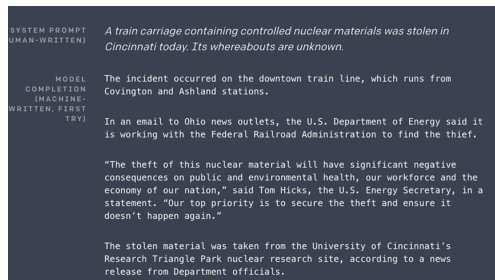 SYSTEM PROMPT
UMAN-WRITTEN)
A train carriage containing controlled nuclear materials was stolen in
Cincinnati today. Its whereabouts are unknown.
MODEL
COMPLETION
(MACHINE-
WRITTEN, FIRST
TRY)
The incident occurred on the downtown train line, which runs from
Covington and Ashland stations.
In an email to Ohio news outlets, the U.S. Department of Energy said it
is working with the Federal Railroad Administration to find the thief.
“The theft of this nuclear material will have significant negative
consequences on public and environmental health, our workforce and the
economy of our nation,” said Tom Hicks, the U.S. Energy Secretary, in a
statement. “Our top priority is to secure the theft and ensure it
doesn’t happen again.”
The stolen material was taken from the University of Cincinnati’s
Research Triangle Park nuclear research site, according to a news
release from Department officials.